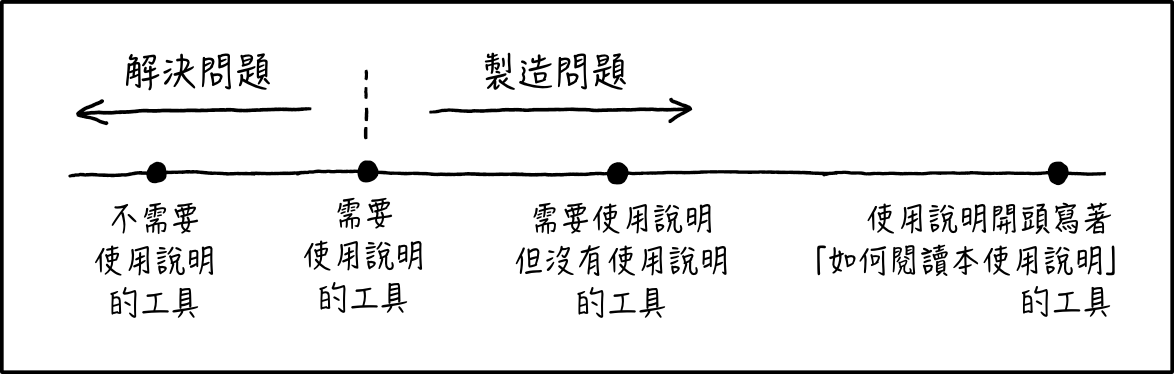 解決問題
製造問題
不需要
使用說明
的工具
需要
使用說明
的工具
需要使用說明
但沒有使用說明
的工具
使用說明開頭寫著
「如何閱讀本使用說明」
的工具